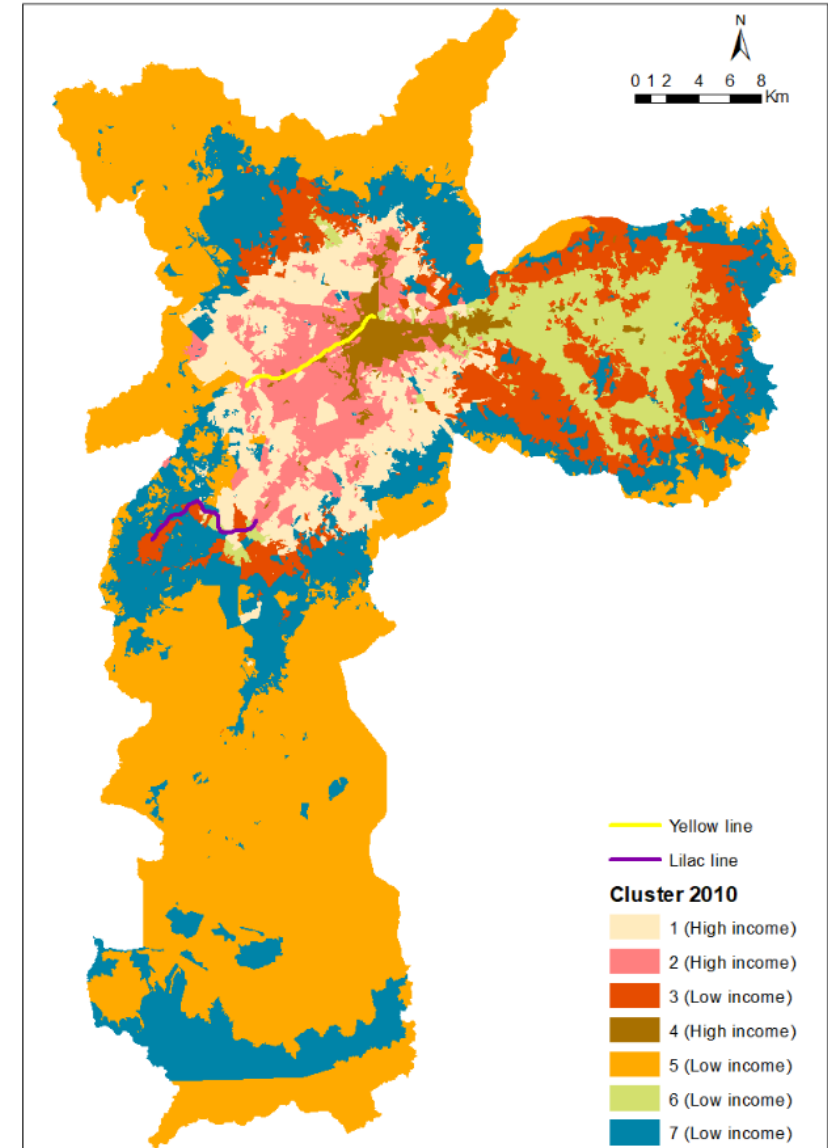 N
0 1 2 4 6 8
Km
Yellow line
Lilac line
Cluster 2010
1 (High income)
2 (High income)
3 (Low income)
4 (High income)
5 (Low income)
6 (Low income)
7 (Low income)